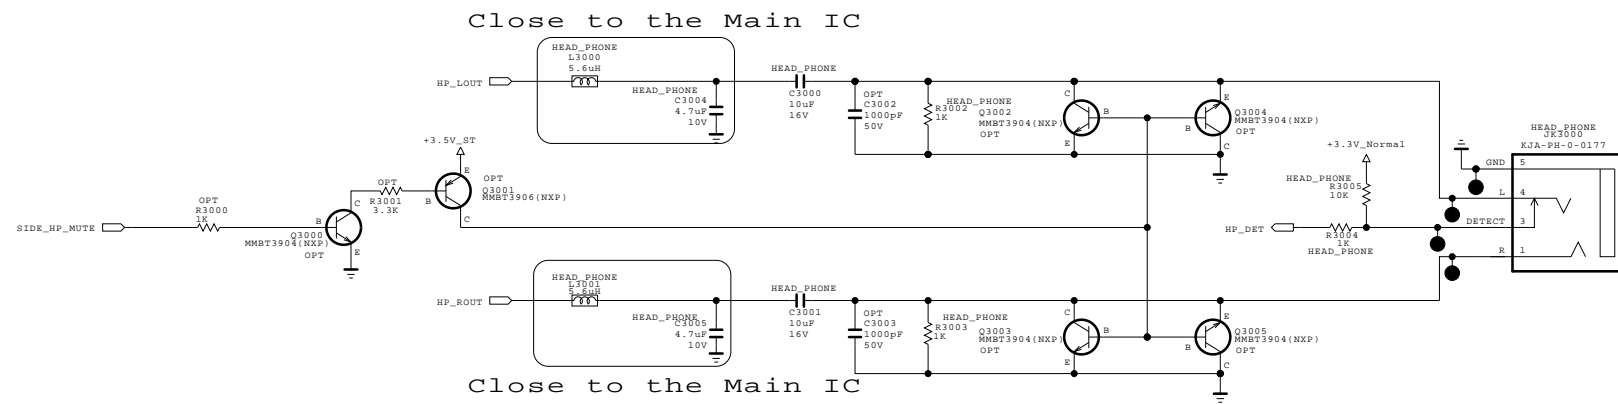 Close to the Main IC
HEAD_PHONE
L3000
5.6uH
HP_LOUT
HEAD_PHONE
C3004
4.7uF
10V
HEAD_PHONE
C3000
10uF
16V
OPT
C3002
1000pF
50V
R3002
1K
HEAD_PHONE
Q3002
MMBT3904(NXP)
OPT
C
B
E
E
B
C
Q3004
MMBT3904(NXP)
OPT
+3.5V_ST
OPT
Q3001
MMBT3906(NXP)
E
B
C
OPT
R3001
3.3K
OPT
R3000
1K
SIDE_HP_MUTE
B
C
E
Q3000
MMBT3904(NXP)
OPT
+3.3V_Normal
HEAD_PHONE
R3005
10K
HP_DET
R3004
1K
HEAD_PHONE
HEAD_PHONE
JK3000
KJA-PH-0-0177
GND 5
L 4
DETECT 3
R 1
HEAD_PHONE
L3001
5.6uH
HP_ROUT
HEAD_PHONE
C3005
4.7uF
10V
HEAD_PHONE
C3001
10uF
16V
OPT
C3003
1000pF
50V
HEAD_PHONE
R3003
1K
Q3003
MMBT3904(NXP)
OPT
C
B
E
E
B
C
Q3005
MMBT3904(NXP)
OPT
Close to the Main IC